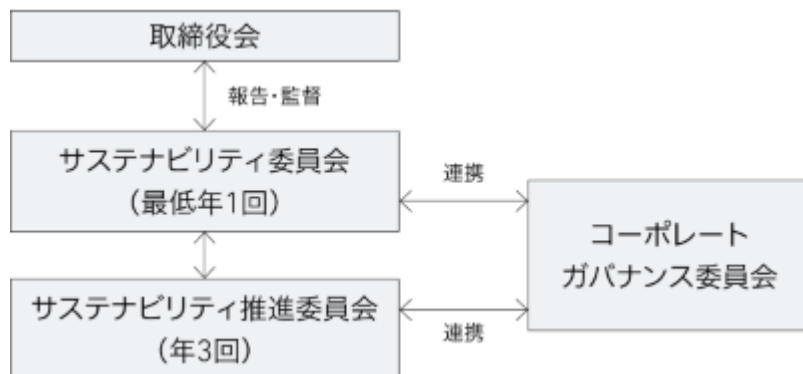 取締役会
報告・監督
サステナビリティ委員会
（最低年1回）
連携
コーポレート
ガバナンス委員会
サステナビリティ推進委員会
（年3回）
連携